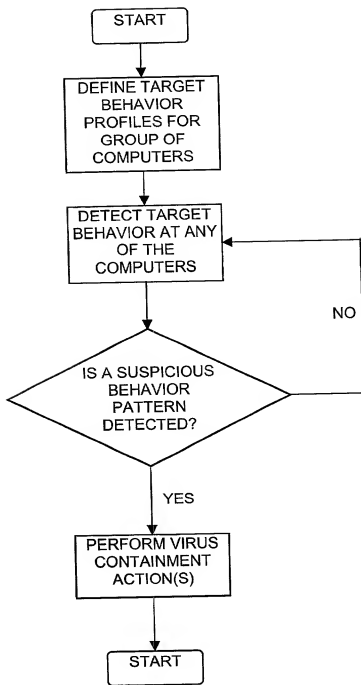 START
DEFINE TARGET
BEHAVIOR
PROFILES FOR
GROUP OF
COMPUTERS
DETECT TARGET
BEHAVIOR AT ANY
OF THE
COMPUTERS
NO
IS A SUSPICIOUS
BEHAVIOR
PATTERN
DETECTED?
YES
PERFORM VIRUS
CONTAINMENT
ACTION(S)
START